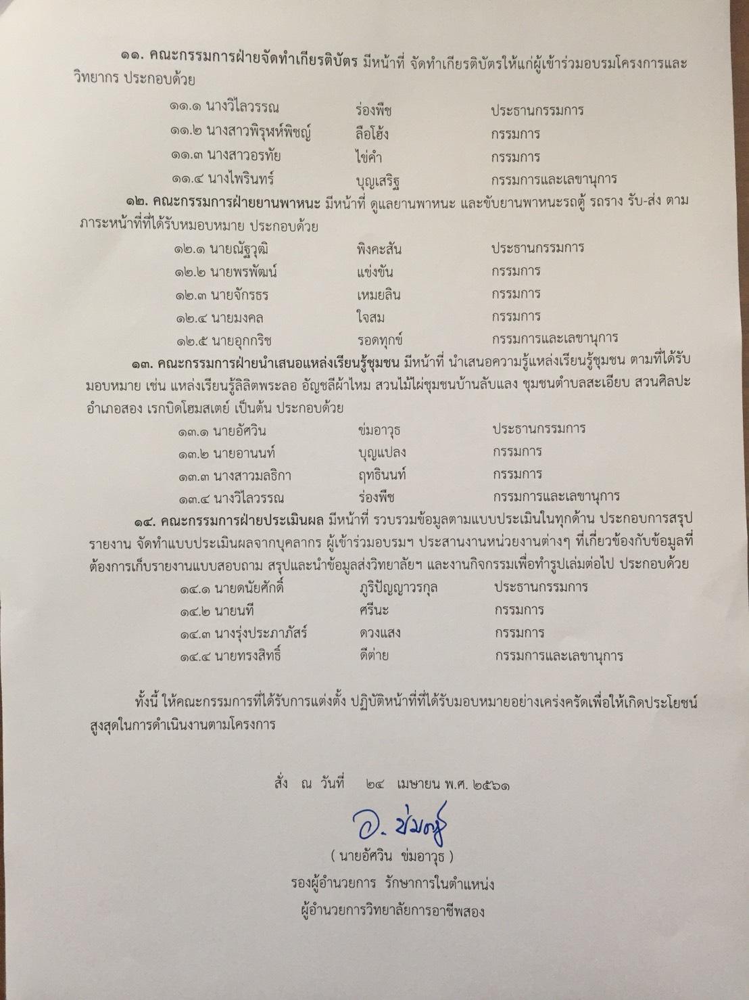 ๑๑. คณะกรรมการฝ่ายจัดทำเกียรติบัตร มีหน้าที่ จัดทำเกียรติบัตรให้แก่ผู้เข้าร่วมอบรมโครงการและ
วิทยากร ประกอบด้วย
๑๑.๑ นางวิไลวรรณ ร่องพืช ประธานกรรมการ
๑๑.๒ นางสาวพิรุฬห์พิชญ์ ลือโฮ้ง กรรมการ
๑๑.๓ นางสาวอรทัย ไข่คำ กรรมการ
๑๑.๔ นางไพรินทร์ บุญเสริฐ กรรมการและเลขานุการ
๑๒. คณะกรรมการฝ่ายยานพาหนะ มีหน้าที่ ดูแลยานพาหนะ และขับยานพาหนะรถตู้ รถราง รับ-ส่ง ตาม
ภาระหน้าที่ที่ได้รับหมอบหมาย ประกอบด้วย
๑๒.๑ นายณัฐวุฒิ พิงคะสัน ประธานกรรมการ
๑๒.๒ นายพรพัฒน์ แข่งขัน กรรมการ
๑๒.๓ นายจักรธร เหมยลิน กรรมการ
๑๒.๔ นายมงคล ใจสม กรรมการ
๑๒.๕ นายอุกกริช รอดทุกข์ กรรมการและเลขานุการ
๑๓. คณะกรรมการฝ่ายนำเสนอแหล่งเรียนรู้ชุมชน มีหน้าที่ นำเสนอความรู้แหล่งเรียนรู้ชุมชน ตามที่ได้รับ
มอบหมาย เช่น แหล่งเรียนรู้ลิลิตพระลอ อัญชลีผ้าไหม สวนไม้ไผ่ชุมชนบ้านลับแลง ชุมชนตำบลสะเอียบ สวนศิลปะ
อำเภอสอง เรกบิดโฮมสเตย์ เป็นต้น ประกอบด้วย
๑๓.๑ นายอัศวิน ข่มอาวุธ ประธานกรรมการ
๑๓.๒ นายอานนท์ บุญแปลง กรรมการ
๑๓.๓ นางสาวมลธิกา ฤทธินนท์ กรรมการ
๑๓.๔ นางวิไลวรรณ ร่องพืช กรรมการและเลขานุการ
๑๔. คณะกรรมการฝ่ายประเมินผล มีหน้าที่ รวบรวมข้อมูลตามแบบประเมินในทุกด้าน ประกอบการสรุป
รายงาน จัดทำแบบประเมินผลจากบุคลากร ผู้เข้าร่วมอบรมฯ ประสานงานหน่วยงานต่างๆ ที่เกี่ยวข้องกับข้อมูลที่
ต้องการเก็บรายงานแบบสอบถาม สรุปและนำข้อมูลส่งวิทยาลัยฯ และงานกิจกรรมเพื่อทำรูปเล่มต่อไป ประกอบด้วย
๑๔.๑ นายดนัยศักดิ์ ภูริปัญญาวรกุล ประธานกรรมการ
๑๔.๒ นายนที ศรีนะ กรรมการ
๑๔.๓ นางรุ่งประภาภัสร์ ดวงแสง กรรมการ
๑๔.๔ นายทรงสิทธิ์ ดีต่าย กรรมการและเลขานุการ
ทั้งนี้ ให้คณะกรรมการที่ได้รับการแต่งตั้ง ปฏิบัติหน้าที่ที่ได้รับมอบหมายอย่างเคร่งครัดเพื่อให้เกิดประโยชน์
สูงสุดในการดำเนินงานตามโครงการ
สั่ง ณ วันที่ ๒๔ เมษายน พ.ศ. ๒๕๖๑
( นายอัศวิน ข่มอาวุธ )
รองผู้อำนวยการ รักษาการในตำแหน่ง
ผู้อำนวยการวิทยาลัยการอาชีพสอง